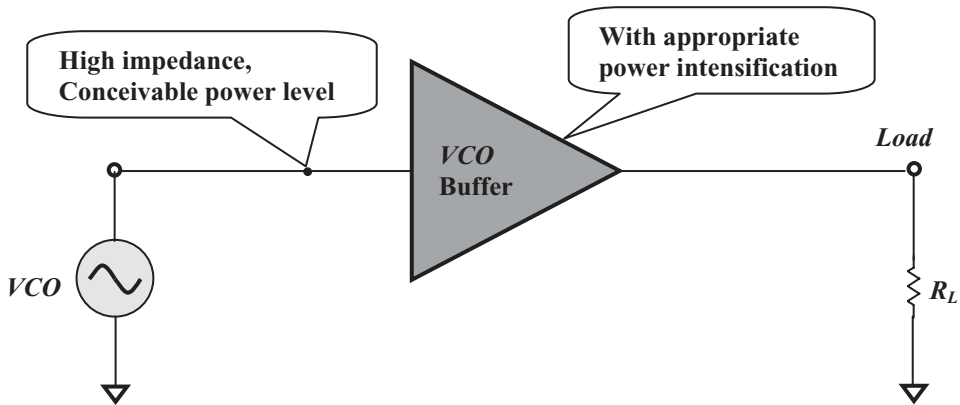 High impedance,
Conceivable power level
With appropriate
power intensification
VCO
Buffer
Load
VCO
R_L